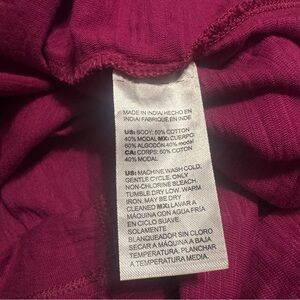 MADE IN INDIA/ HECHO EN
INDIA/ FABRIQUÉ EN INDE
US: BODY: 60% COTTON
40% MODAL MX: CUERPO:
60% ALGODÓN 40% modal
CA: CORPS: 60% COTON
40% MODAL
US: MACHINE WASH COLD,
GENTLE CYCLE. ONLY
NON-CHLORINE BLEACH.
TUMBLE DRY LOW. WARM
IRON, MAY BE DRY
CLEANED MX: LAVAR A
MÁQUINA CON AGUA FRÍA
EN CICLO SUAVE.
SOLAMENTE
BLANQUEADOR SIN CLORO
SECAR A MÁQUINA A BAJA
TEMPERATURA. PLANCHAR
A TEMPERATURA MEDIA.